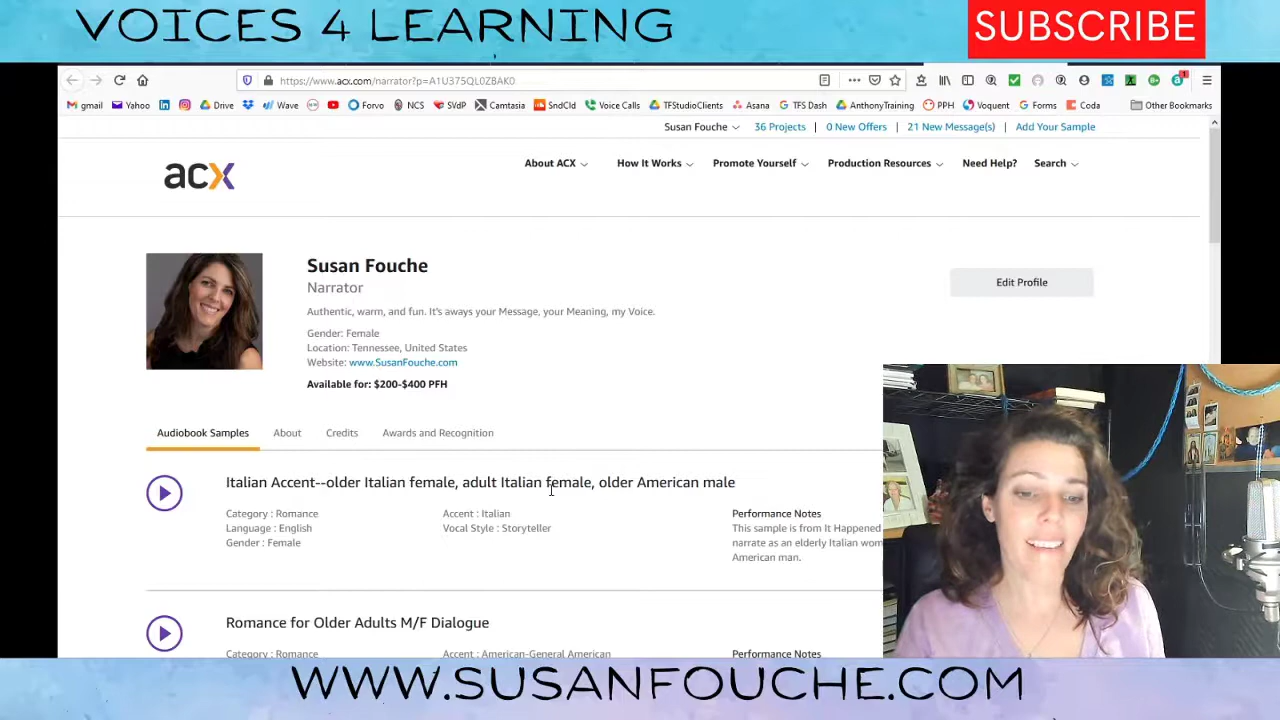 VOICES 4 LEARNING
SUBSCRIBE
https://www.acx.com/narrator?p=A1U375QL0ZBAK0
gmail Yahoo Drive Wave Forvo NCS SVdP Camtasia SndCld Voice Calls TFStudioClients Asana TFS Dash AnthonyTraining PPH Voquent Forms Coda Other Bookmarks
Susan Fouche 36 Projects | 0 New Offers | 21 New Message(s) | Add Your Sample
acx
About ACX How It Works Promote Yourself Production Resources Need Help? Search
Susan Fouche
Narrator
Edit Profile
Authentic, warm, and fun. It's aways your Message, your Meaning, my Voice.
Gender: Female
Location: Tennessee, United States
Website: www.SusanFouche.com
Available for: $200-$400 PFH
Audiobook Samples About Credits Awards and Recognition
Italian Accent--older Italian female, adult Italian female, older American male
Category : Romance Accent : Italian Performance Notes
Language : English Vocal Style : Storyteller This sample is from It Happened
Gender : Female narrate as an elderly Italian wom
American man.
Romance for Older Adults M/F Dialogue
Category : Romance Accent : American-General American Performance Notes
WWW.SUSANFOUCHE.COM